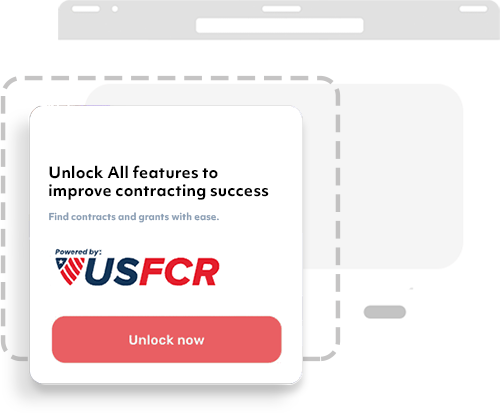 Unlock All features to
improve contracting success
Find contracts and grants with ease.
Powered by:
USFCR
Unlock now